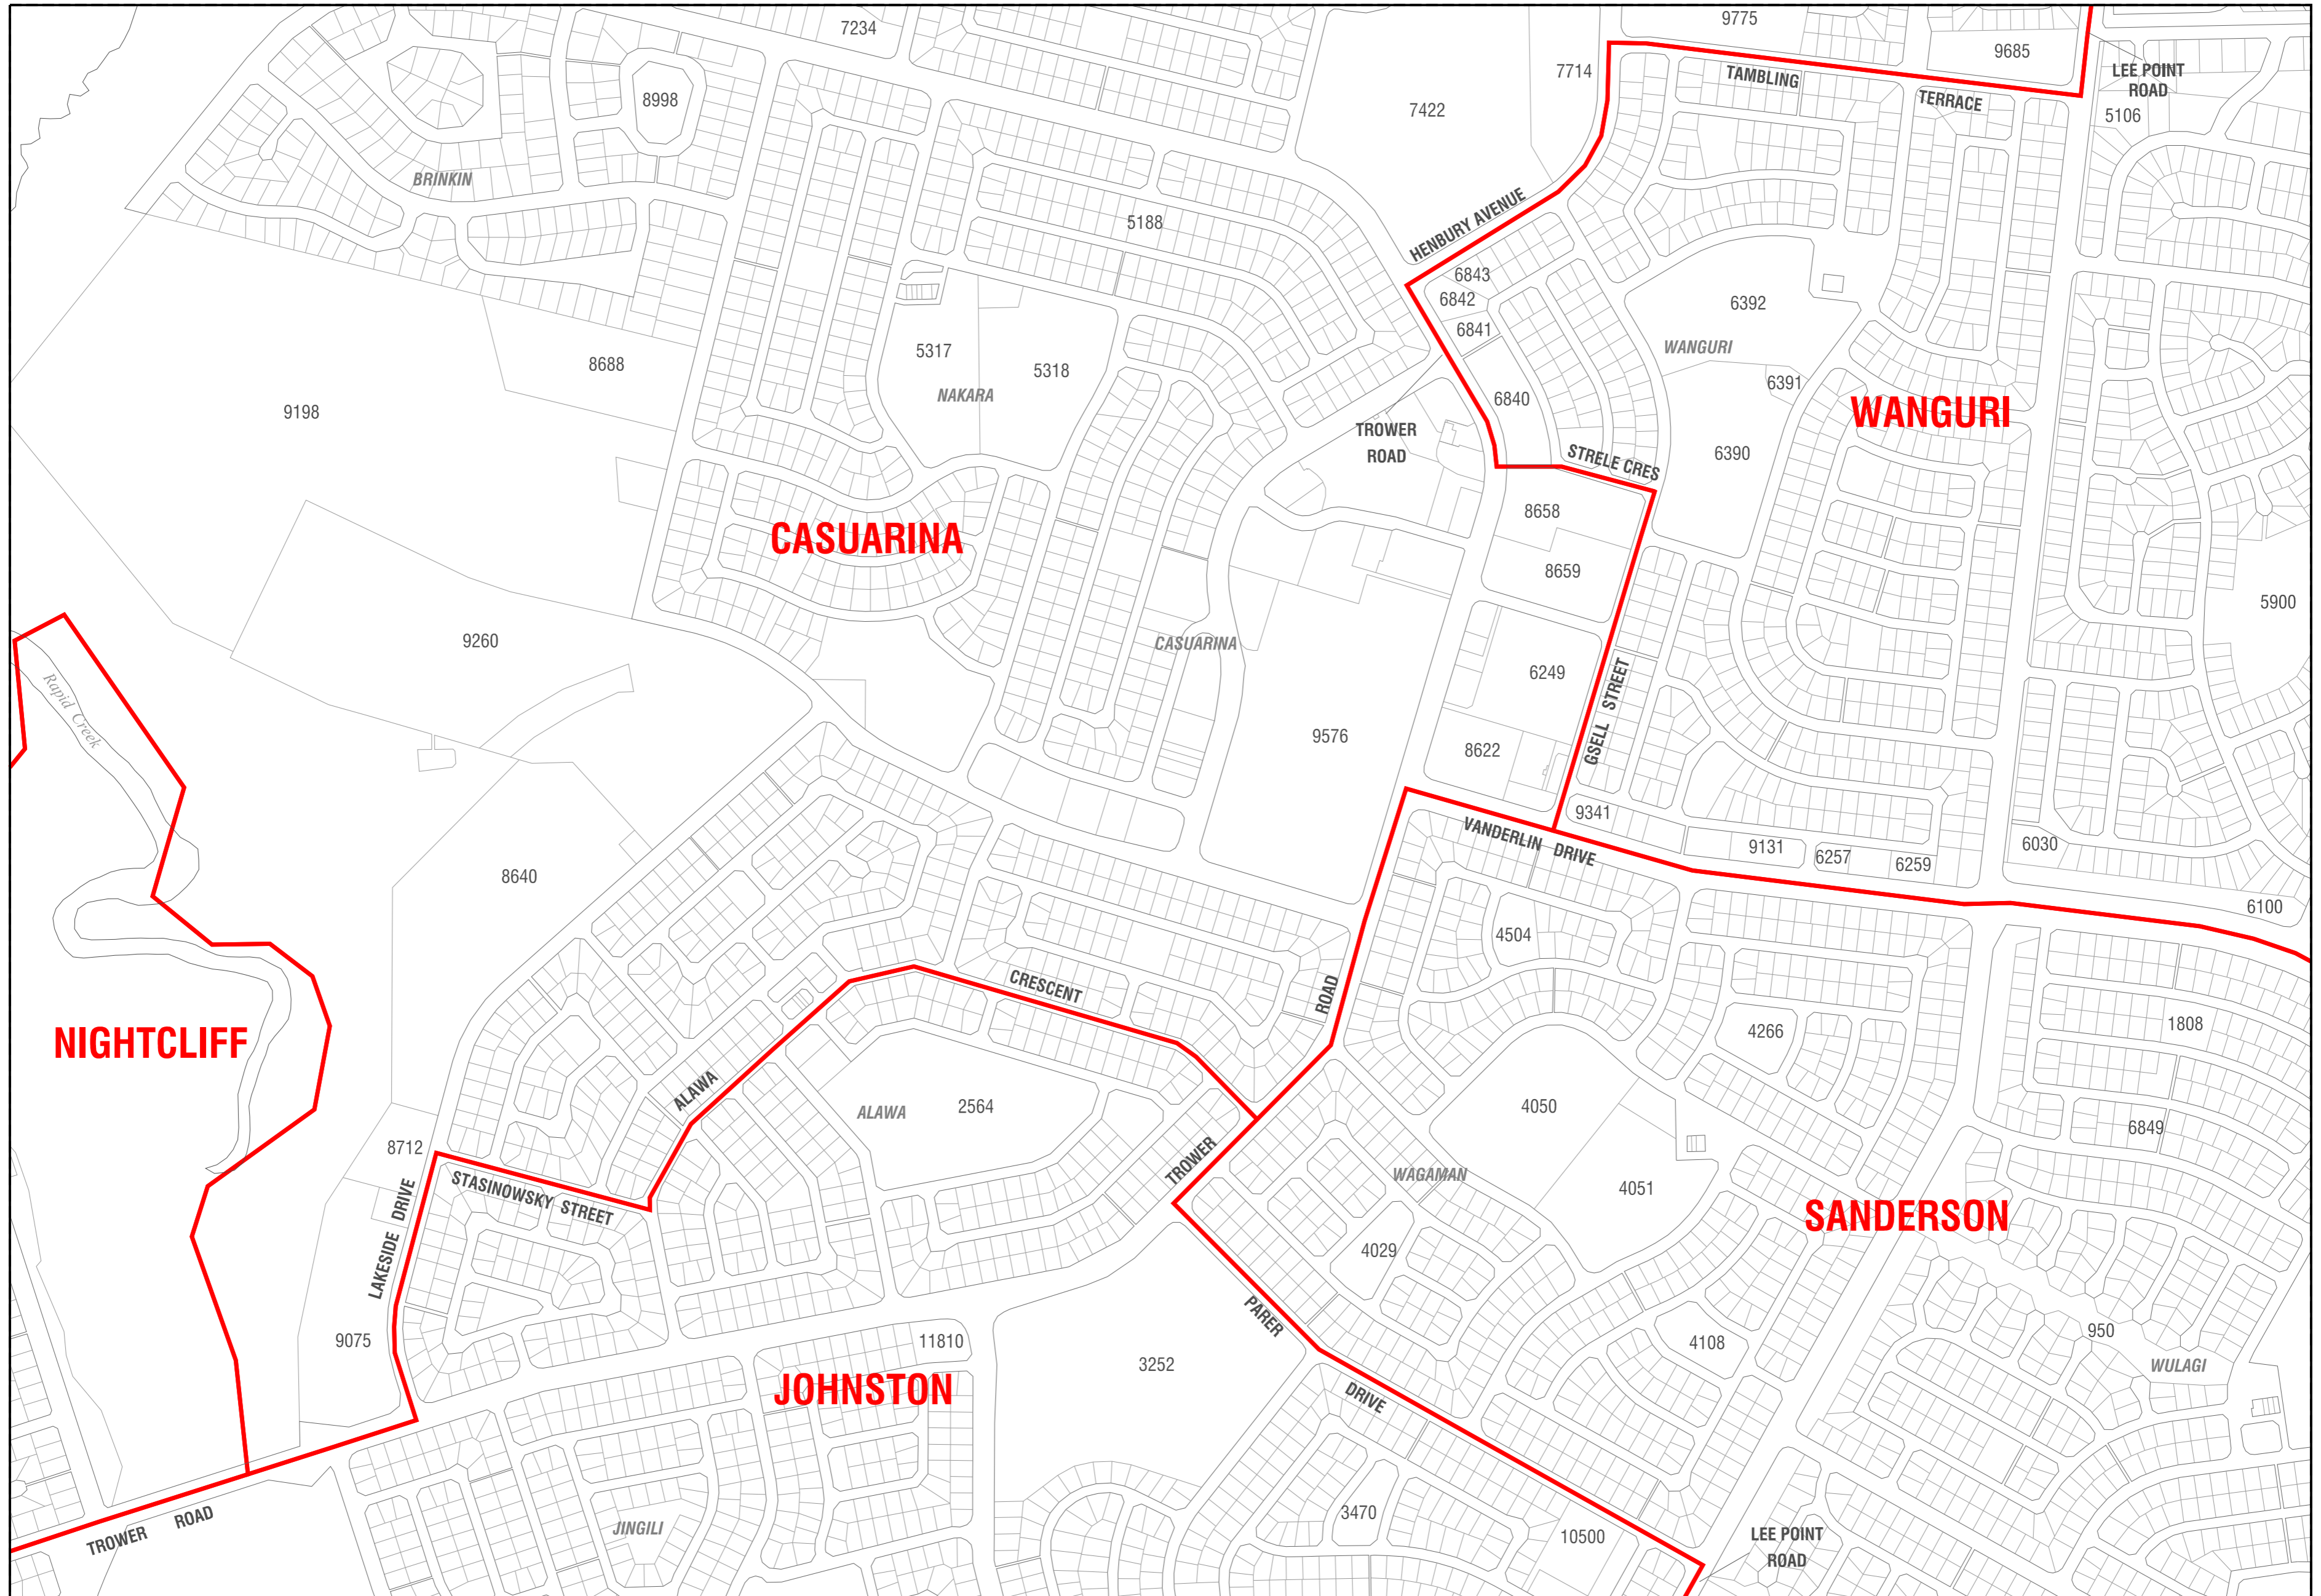 7234
9775
9685
7714
TAMBLING
LEE POINT
ROAD
8998
TERRACE
7422
5106
BRINKIN
HENBURY AVENUE
5188
6843
6842
6392
6841
WANGURI
5317
8688
5318
6391
NAKARA
6840
9198
WANGURI
TROWER
ROAD
STRELE CRES
6390
8658
CASUARINA
8659
5900
9260
CASUARINA
6249
Rapid Creek
GSELL STREET
9576
8622
9341
VANDERLIN DRIVE
9131
6257
6259
6030
8640
6100
4504
CRESCENT
ROAD
NIGHTCLIFF
4266
1808
ALAWA
ALAWA
2564
4050
6849
8712
TROWER
WAGAMAN
4051
STASINOWSKY STREET
SANDERSON
LAKESIDE DRIVE
4029
PARER
9075
11810
4108
950
3252
WULAGI
JOHNSTON
DRIVE
3470
TROWER ROAD
JINGILI
10500
LEE POINT
ROAD